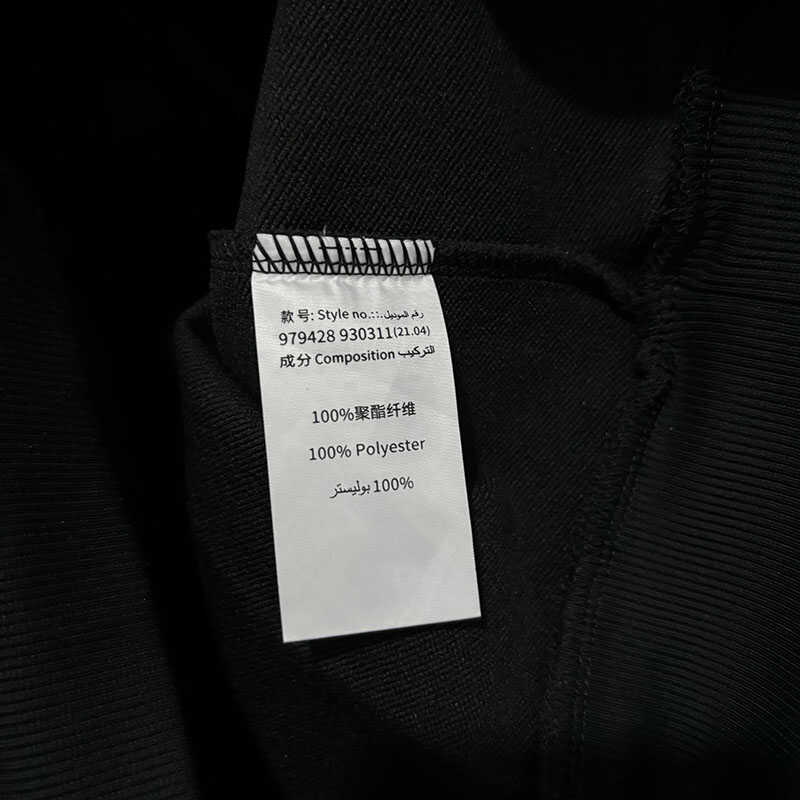 款 号: Style no.::. رقم الموديل
979428 930311(21.04)
成分 Composition التركيب
100%聚酯纤维
100% Polyester
100% بوليستر